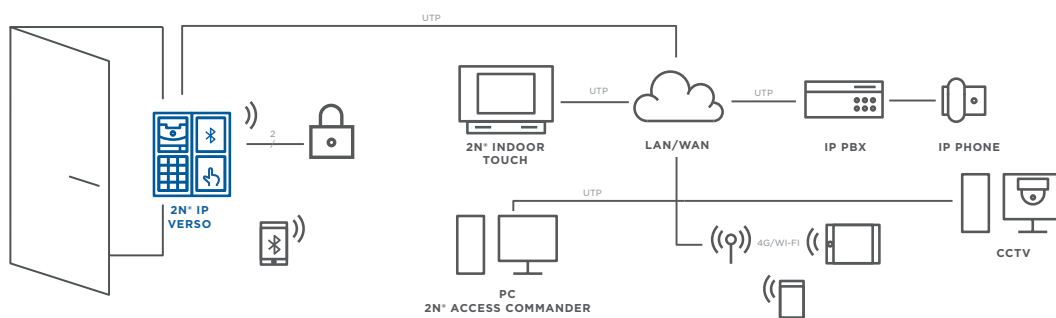 UTP
2
2N® IP
VERSO
2N® INDOOR
TOUCH
UTP
LAN/WAN
UTP
IP PBX
IP PHONE
UTP
4G/WI-FI
CCTV
PC
2N® ACCESS COMMANDER